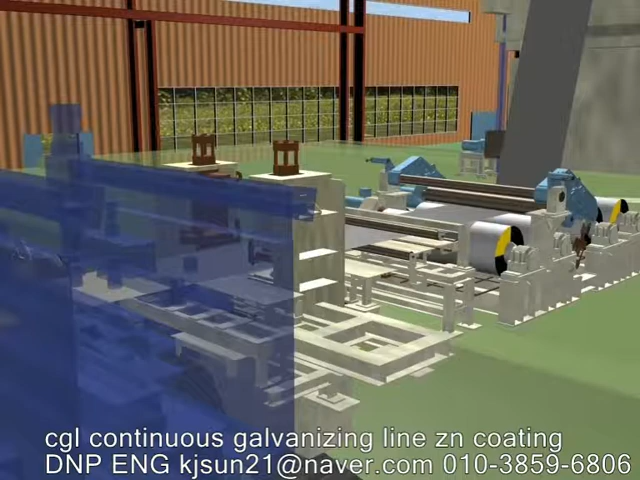 cgl continuous galvanizing line zn coating
DNP ENG kjsun21@naver.com 010-3859-6806